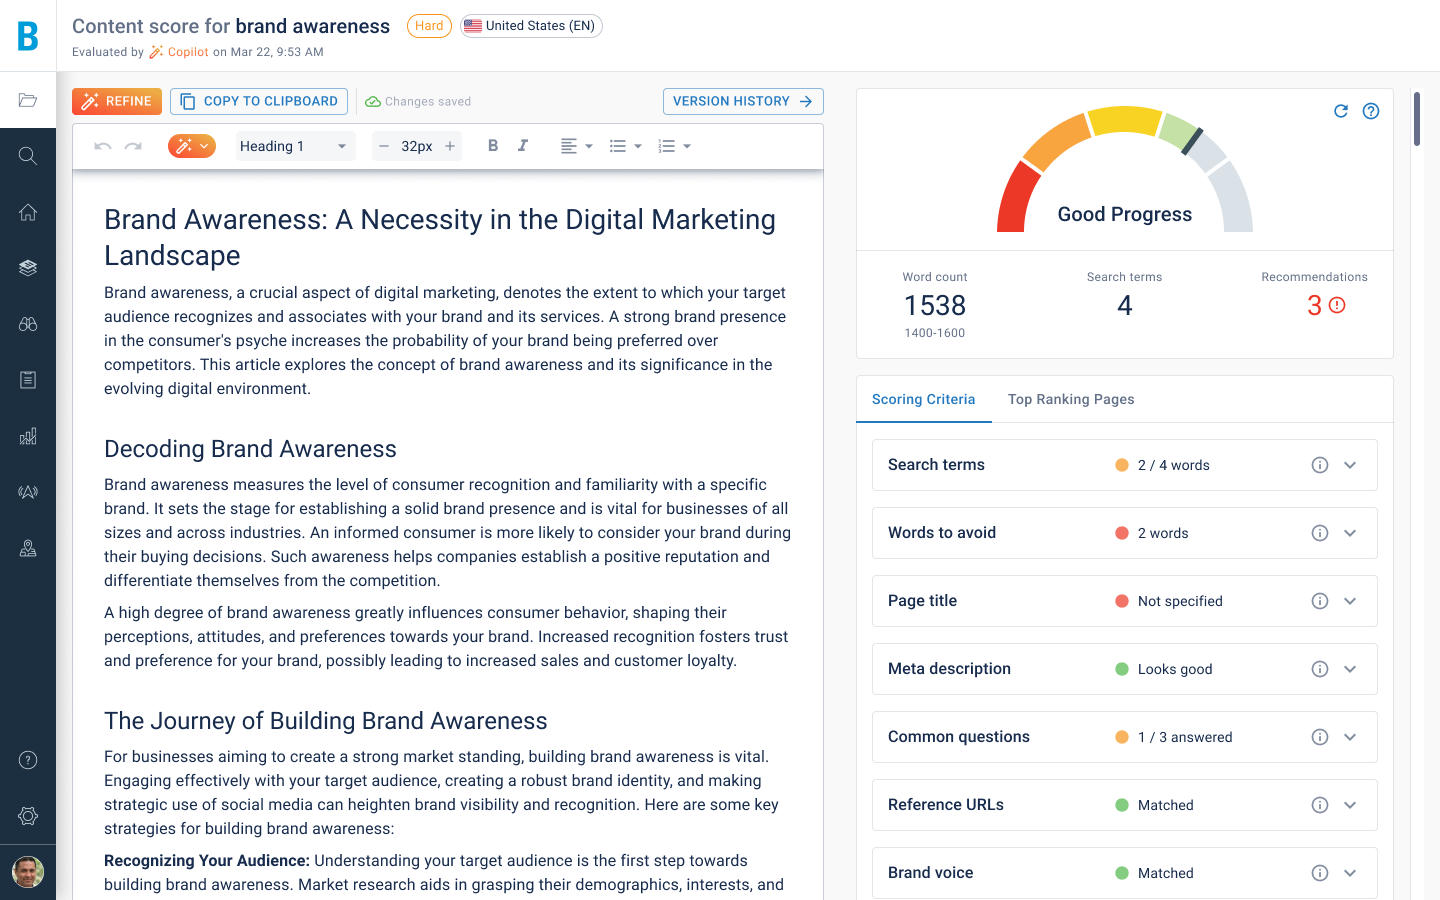 B
Content score for brand awareness
Hard
United States (EN)
Evaluated by Copilot on Mar 22, 9:53 AM
REFINE
COPY TO CLIPBOARD
Changes saved
VERSION HISTORY
Heading 1
32px
B
I
Brand Awareness: A Necessity in the Digital Marketing
Landscape
Brand awareness, a crucial aspect of digital marketing, denotes the extent to which your target
audience recognizes and associates with your brand and its services. A strong brand presence
in the consumer's psyche increases the probability of your brand being preferred over
competitors. This article explores the concept of brand awareness and its significance in the
evolving digital environment.
Decoding Brand Awareness
Brand awareness measures the level of consumer recognition and familiarity with a specific
brand. It sets the stage for establishing a solid brand presence and is vital for businesses of all
sizes and across industries. An informed consumer is more likely to consider your brand during
their buying decisions. Such awareness helps companies establish a positive reputation and
differentiate themselves from the competition.
A high degree of brand awareness greatly influences consumer behavior, shaping their
perceptions, attitudes, and preferences towards your brand. Increased recognition fosters trust
and preference for your brand, possibly leading to increased sales and customer loyalty.
The Journey of Building Brand Awareness
For businesses aiming to create a strong market standing, building brand awareness is vital.
Engaging effectively with your target audience, creating a robust brand identity, and making
strategic use of social media can heighten brand visibility and recognition. Here are some key
strategies for building brand awareness:
Recognizing Your Audience: Understanding your target audience is the first step towards
building brand awareness. Market research aids in grasping their demographics, interests, and
Good Progress
Word count
1538
1400-1600
Search terms
4
Recommendations
3
Scoring Criteria
Top Ranking Pages
Search terms
2 / 4 words
Words to avoid
2 words
Page title
Not specified
Meta description
Looks good
Common questions
1 / 3 answered
Reference URLs
Matched
Brand voice
Matched